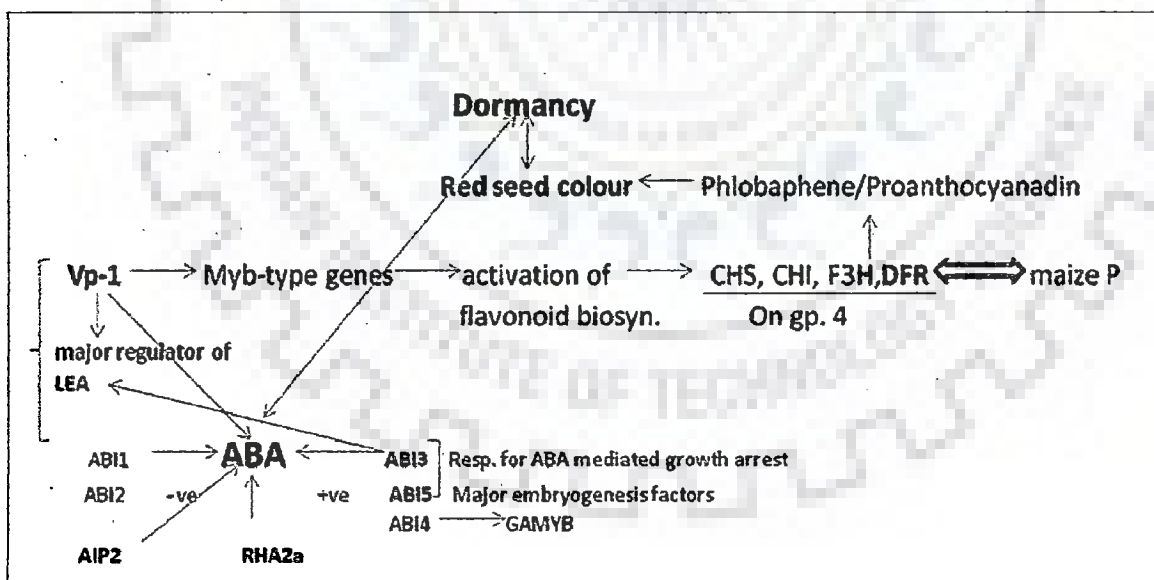 Dormancy
Red seed colour
Phlobaphene/Proanthocyanadin
Vp-1
Myb-type genes
activation of
flavonoid biosyn.
CHS, CHI, F3H,DFR
On gp. 4
maize P
major regulator of
LEA
ABI1
ABA
ABI3
Resp. for ABA mediated growth arrest
ABI2
-ve
+ve
ABI5
Major embryogenesis factors
ABI4
GAMYB
AIP2
RHA2a
OF TECHNOLOGY